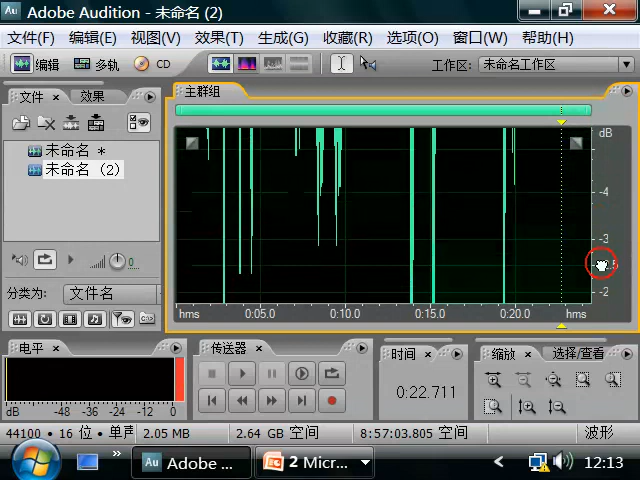 Au Adobe Audition - 未命名 (2)
文件(F) 编辑(E) 视图(V) 效果(T) 生成(G) 收藏(R) 选项(O) 窗口(W) 帮助(H)
编辑 多轨 CD 工作区: 未命名工作区
文件 × 效果 主群组
未命名 *
未命名 (2)
dB
-4
-3
-2
hms 0:05.0 0:10.0 0:15.0 0:20.0 hms
0
分类为: 文件名
电平 × 传送器 × 时间 × 缩放 × 选择/查看
0:22.711
dB -48 -36 -24 -12 0
44100 • 16 位 • 单声 2.05 MB 2.64 GB 空间 8:57:03.805 空间 波形
Au Adobe ... 2 Micr... 12:13